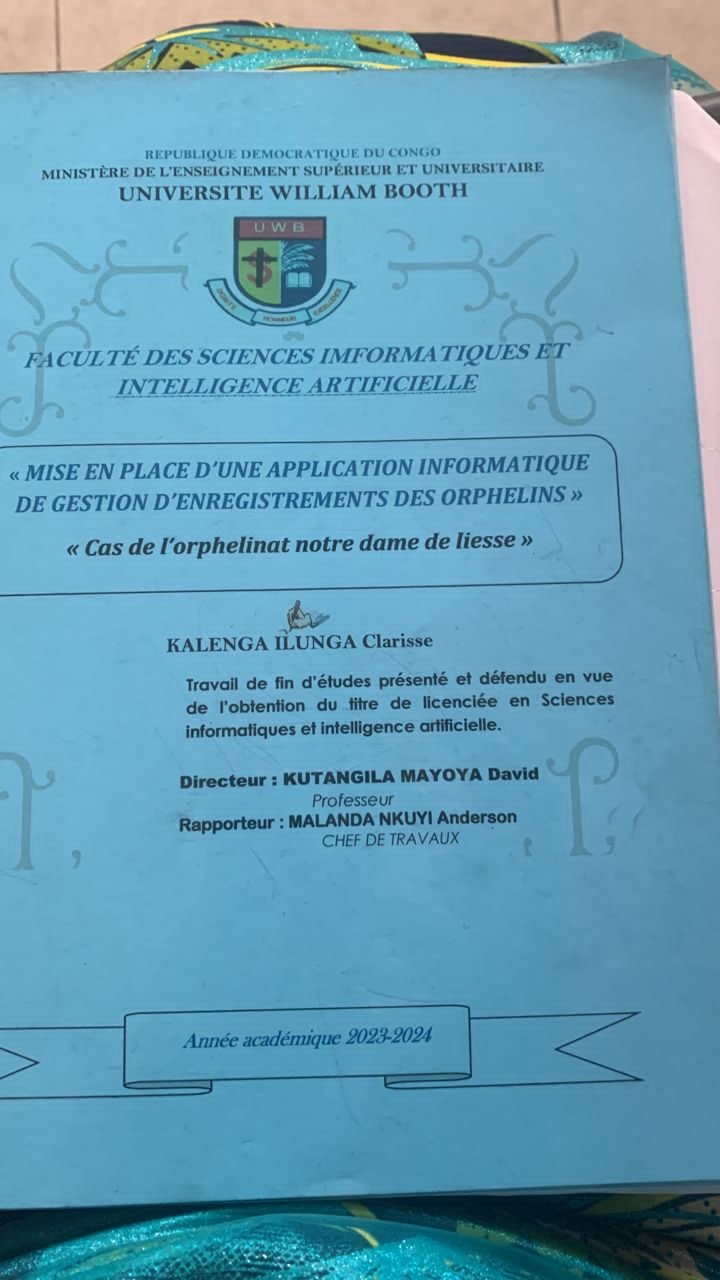 REPUBLIQUE DEMOCRATIQUE DU CONGO
MINISTÈRE DE L'ENSEIGNEMENT SUPÉRIEUR ET UNIVERSITAIRE
UNIVERSITE WILLIAM BOOTH
U W B
HONNEUR
EXCELLENCE
FACULTÉ DES SCIENCES IMFORMATIQUES ET
INTELLIGENCE ARTIFICIELLE
« MISE EN PLACE D'UNE APPLICATION INFORMATIQUE
DE GESTION D'ENREGISTREMENTS DES ORPHELINS »
« Cas de l'orphelinat notre dame de liesse »
KALENGA ILUNGA Clarisse
Travail de fin d'études présenté et défendu en vue
de l'obtention du titre de licenciée en Sciences
informatiques et intelligence artificielle.
Directeur : KUTANGILA MAYOYA David
Professeur
Rapporteur : MALANDA NKUYI Anderson
CHEF DE TRAVAUX
Année académique 2023-2024